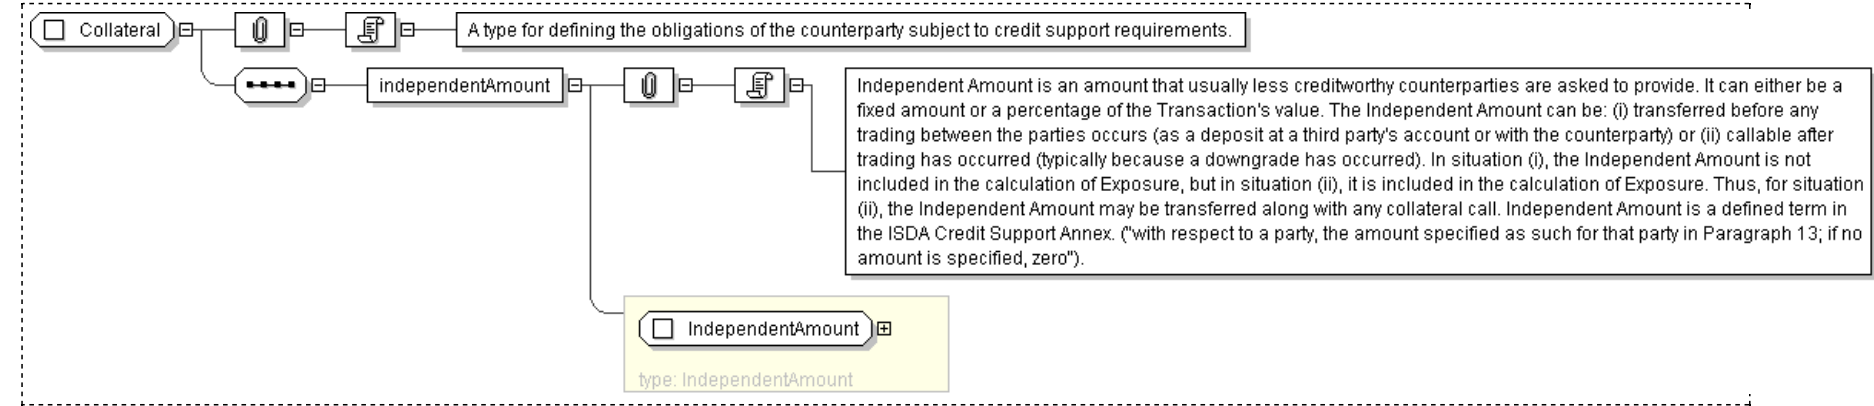 Collateral
A type for defining the obligations of the counterparty subject to credit support requirements.
independentAmount
Independent Amount is an amount that usually less creditworthy counterparties are asked to provide. It can either be a
fixed amount or a percentage of the Transaction's value. The Independent Amount can be: (i) transferred before any
trading between the parties occurs (as a deposit at a third party's account or with the counterparty) or (ii) callable after
trading has occurred (typically because a downgrade has occurred). In situation (i), the Independent Amount is not
included in the calculation of Exposure, but in situation (ii), it is included in the calculation of Exposure. Thus, for situation
(ii), the Independent Amount may be transferred along with any collateral call. Independent Amount is a defined term in
the ISDA Credit Support Annex. ("with respect to a party, the amount specified as such for that party in Paragraph 13; if no
amount is specified, zero").
IndependentAmount
type: IndependentAmount